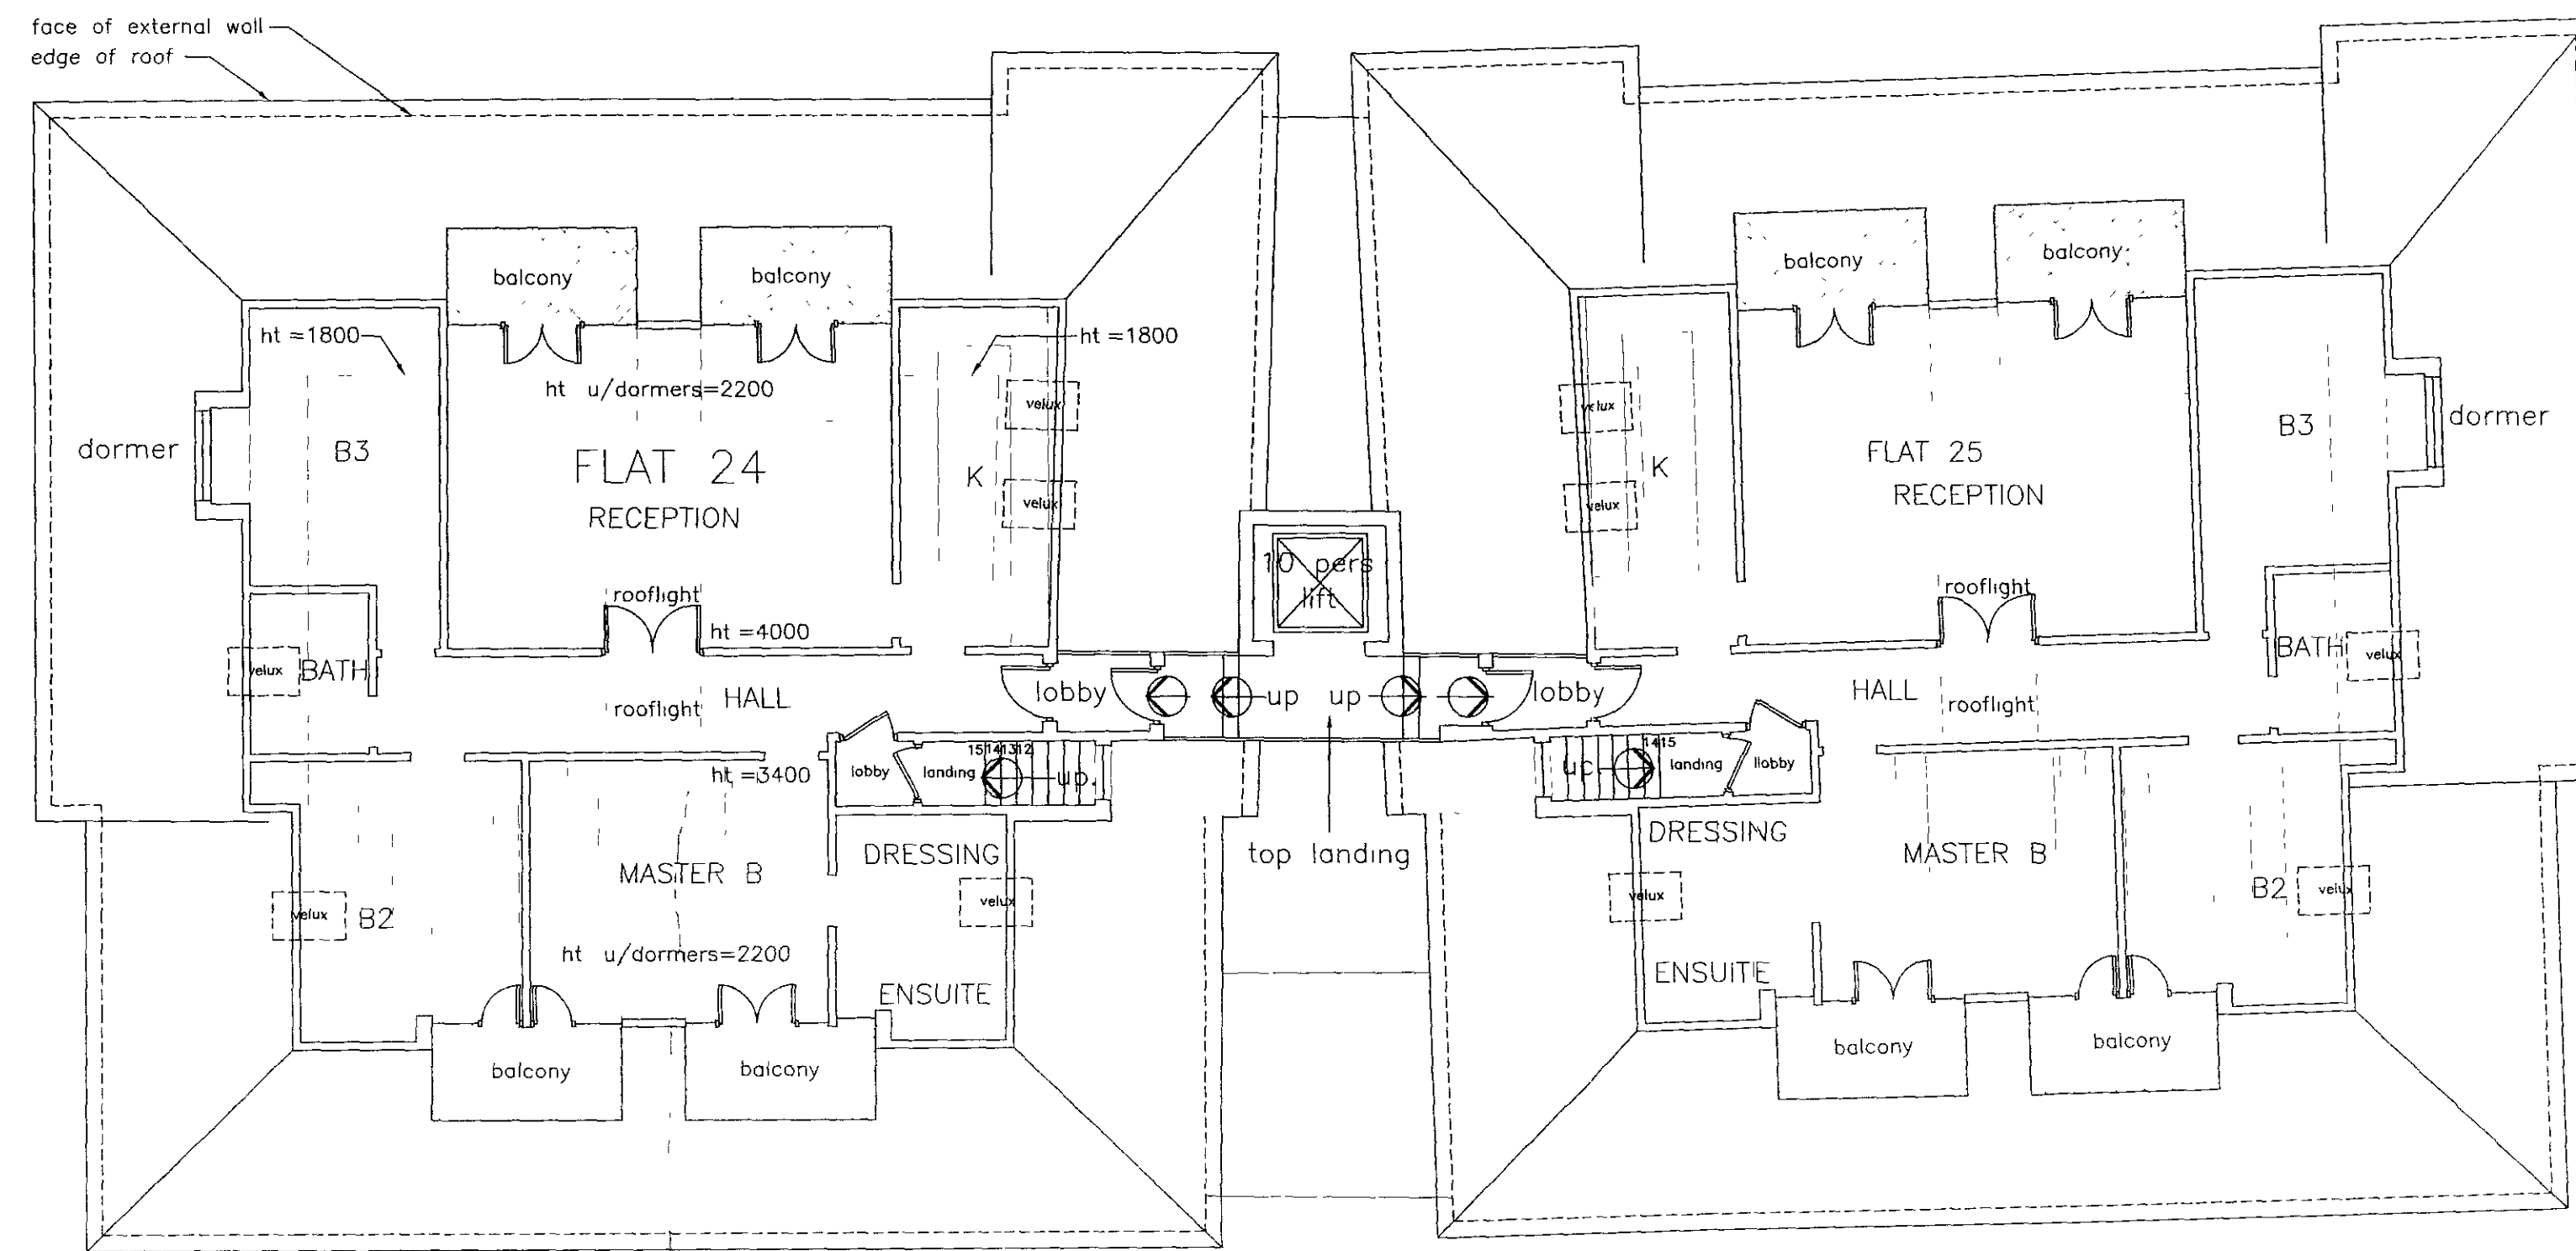 face of external wall
edge of roof
balcony
balcony
balcony
balcony
ht =1800
ht =1800
ht u/dormers=2200
velux
velux
dormer
B3
FLAT 24
RECEPTION
K
velux
velux
K
FLAT 25
RECEPTION
B3
dormer
10 pers
lift
rooflight
ht =4000
rooflight
velux
BATH
rooflight
HALL
lobby
up
up
lobby
HALL
rooflight
BATH
velux
ht =3400
lobby
landing
15141312
up.
up.
1415
landing
lobby
top landing
MASTER B
DRESSING
velux
B2
velux
ht u/dormers=2200
ENSUITE
DRESSING
MASTER B
velux
B2
velux
ENSUITE
balcony
balcony
balcony
balcony